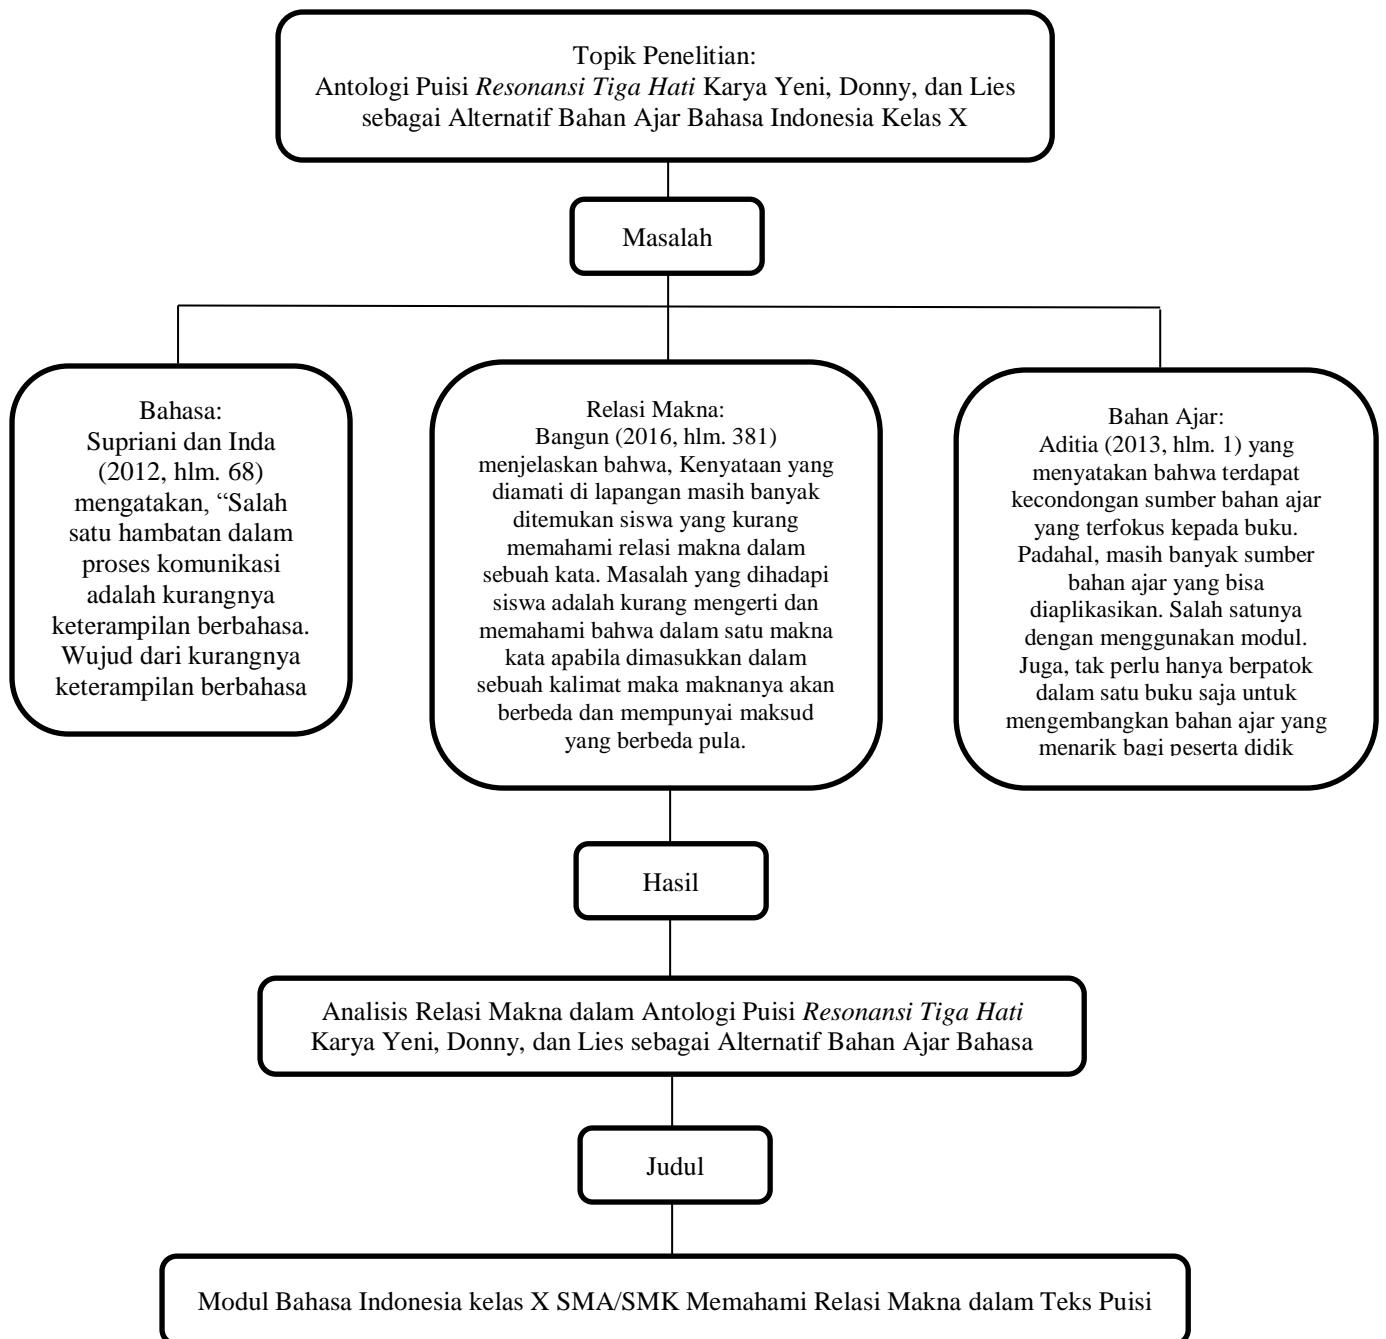 Topik Penelitian:
Antologi Puisi Resonansi Tiga Hati Karya Yeni, Donny, dan Lies
sebagai Alternatif Bahan Ajar Bahasa Indonesia Kelas X
Masalah
Bahasa:
Supriani dan Inda
(2012, hlm. 68)
mengatakan, “Salah
satu hambatan dalam
proses komunikasi
adalah kurangnya
keterampilan berbahasa.
Wujud dari kurangnya
keterampilan berbahasa
Relasi Makna:
Bangun (2016, hlm. 381)
menjelaskan bahwa, Kenyataan yang
diamati di lapangan masih banyak
ditemukan siswa yang kurang
memahami relasi makna dalam
sebuah kata. Masalah yang dihadapi
siswa adalah kurang mengerti dan
memahami bahwa dalam satu makna
kata apabila dimasukkan dalam
sebuah kalimat maka maknanya akan
berbeda dan mempunyai maksud
yang berbeda pula.
Bahan Ajar:
Aditia (2013, hlm. 1) yang
menyatakan bahwa terdapat
kecondongan sumber bahan ajar
yang terfokus kepada buku.
Padahal, masih banyak sumber
bahan ajar yang bisa
diaplikasikan. Salah satunya
dengan menggunakan modul.
Juga, tak perlu hanya berpatok
dalam satu buku saja untuk
mengembangkan bahan ajar yang
menarik bagi peserta didik
Hasil
Analisis Relasi Makna dalam Antologi Puisi Resonansi Tiga Hati
Karya Yeni, Donny, dan Lies sebagai Alternatif Bahan Ajar Bahasa
Judul
Modul Bahasa Indonesia kelas X SMA/SMK Memahami Relasi Makna dalam Teks Puisi